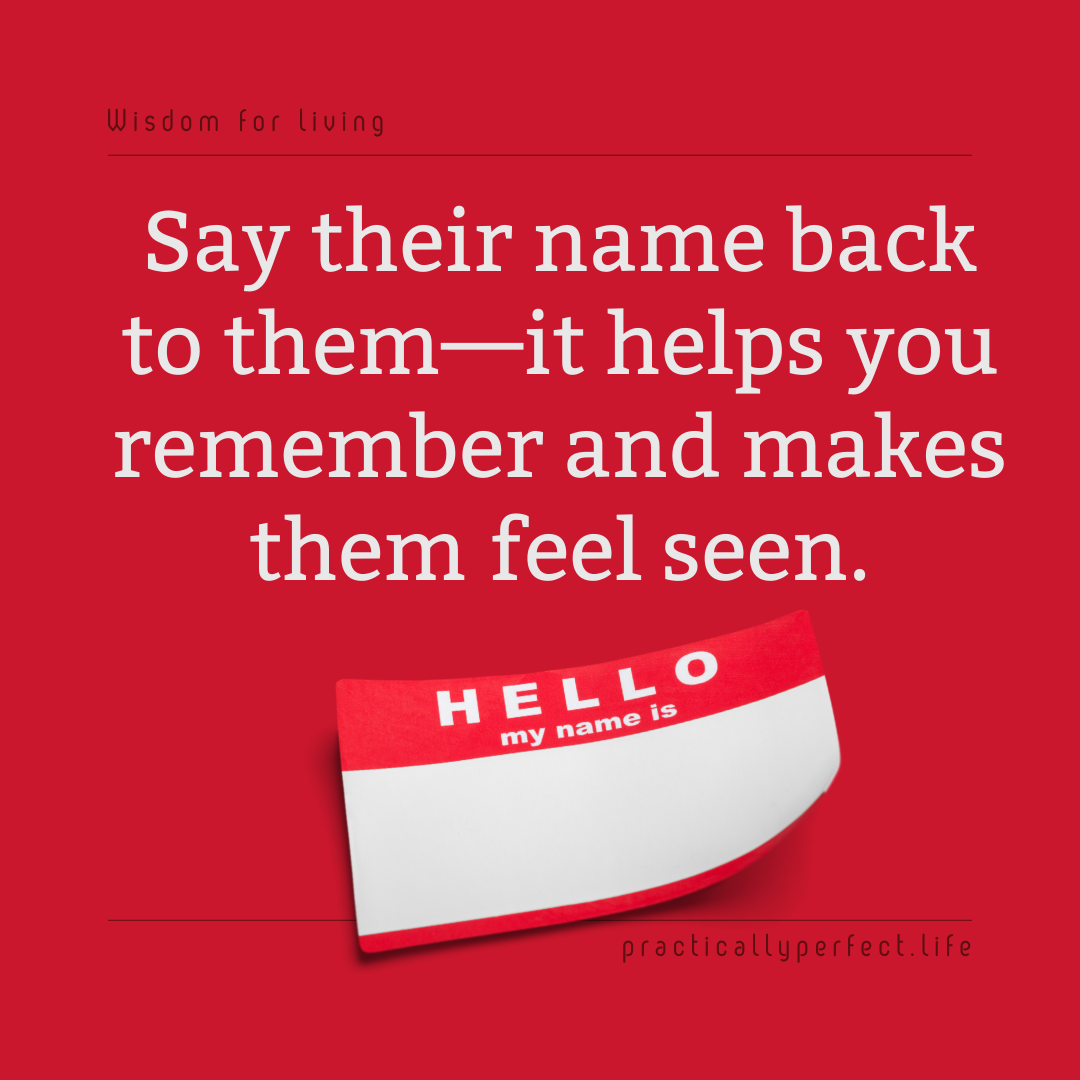 Wisdom for living
Say their name back
to them—it helps you
remember and makes
them feel seen.
HELLO
my name is
practicallyperfect.life